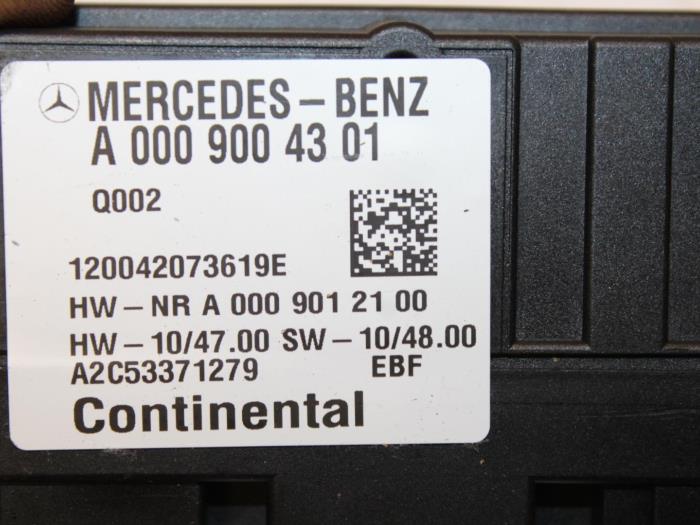 MERCEDES-BENZ
A 000 900 43 01
Q002
120042073619E
HW-NR A 000 901 21 00
HW-10/47.00 SW-10/48.00
A2C53371279 EBF
Continental